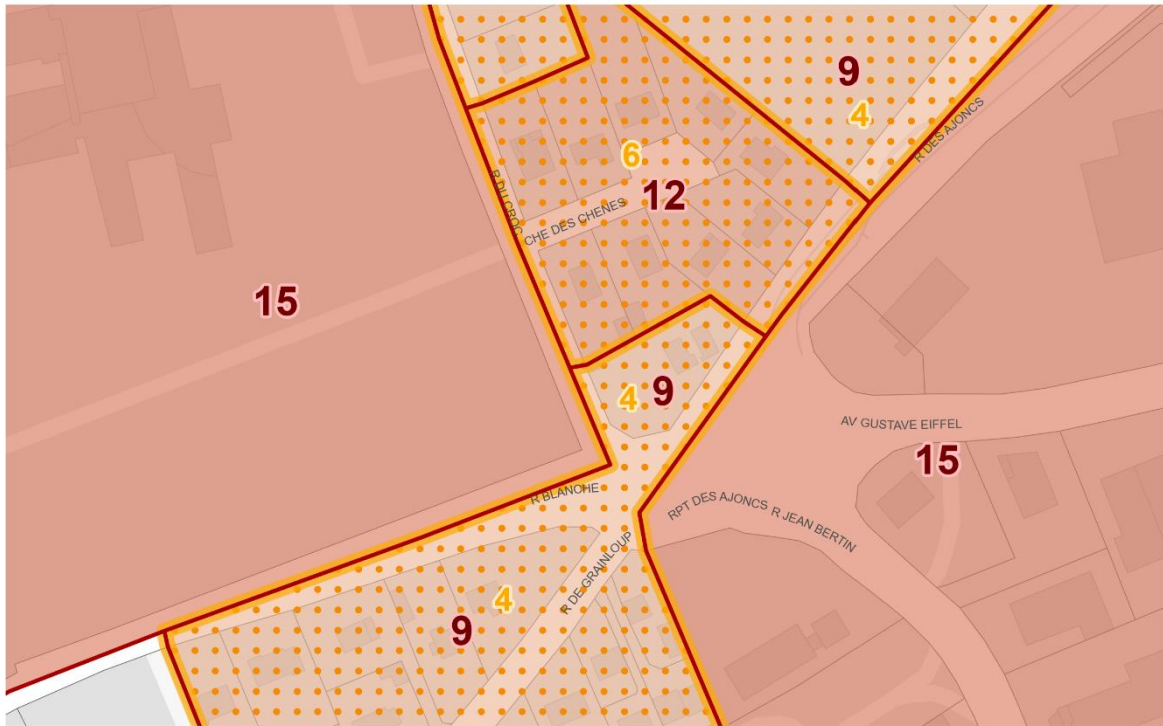 9
4
R DES AJONCS
6
R DU CROC
12
CHE DES CHENES
15
4
9
AV GUSTAVE EIFFEL
15
R BLANCHE
RPT DES AJONCS
R JEAN BERTIN
R DE GRAINLOUP
4
9